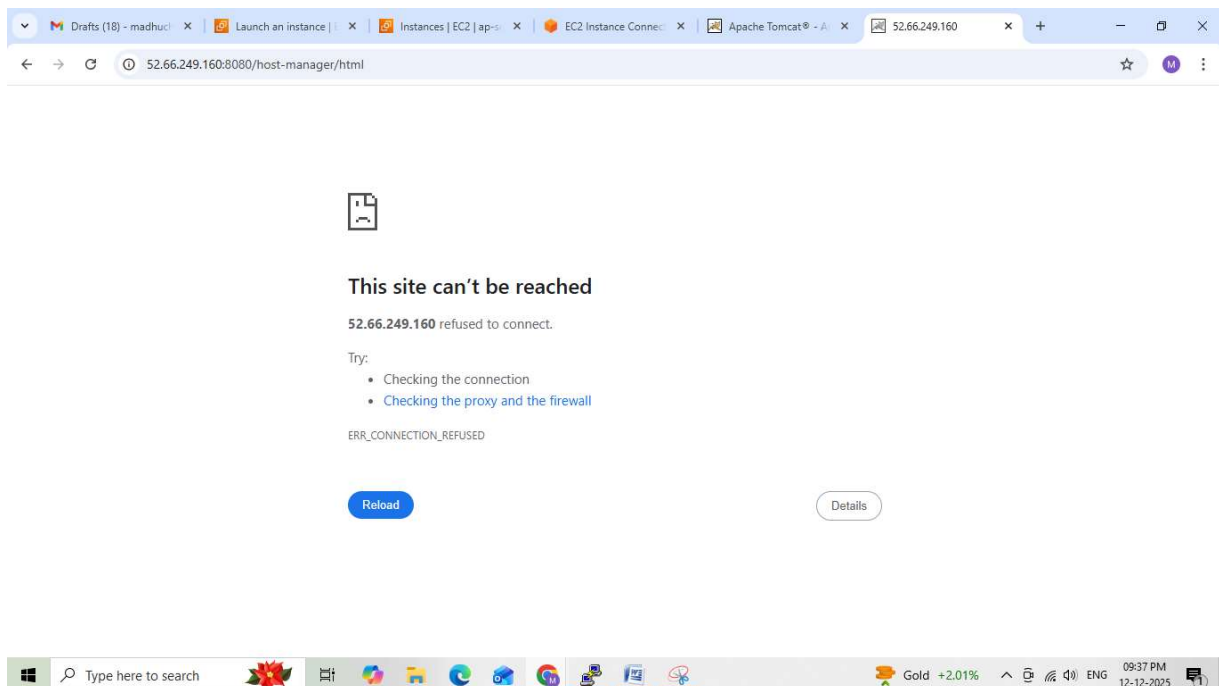 Drafts (18) - madhucl
Launch an instance | E
Instances | EC2 | ap-s
EC2 Instance Connec
Apache Tomcat® - A
52.66.249.160
52.66.249.160:8080/host-manager/html
M
This site can't be reached
52.66.249.160 refused to connect.
Try:
• Checking the connection
• Checking the proxy and the firewall
ERR_CONNECTION_REFUSED
Reload
Details
Type here to search
Gold +2.01%
ENG
09:37 PM
12-12-2025
1